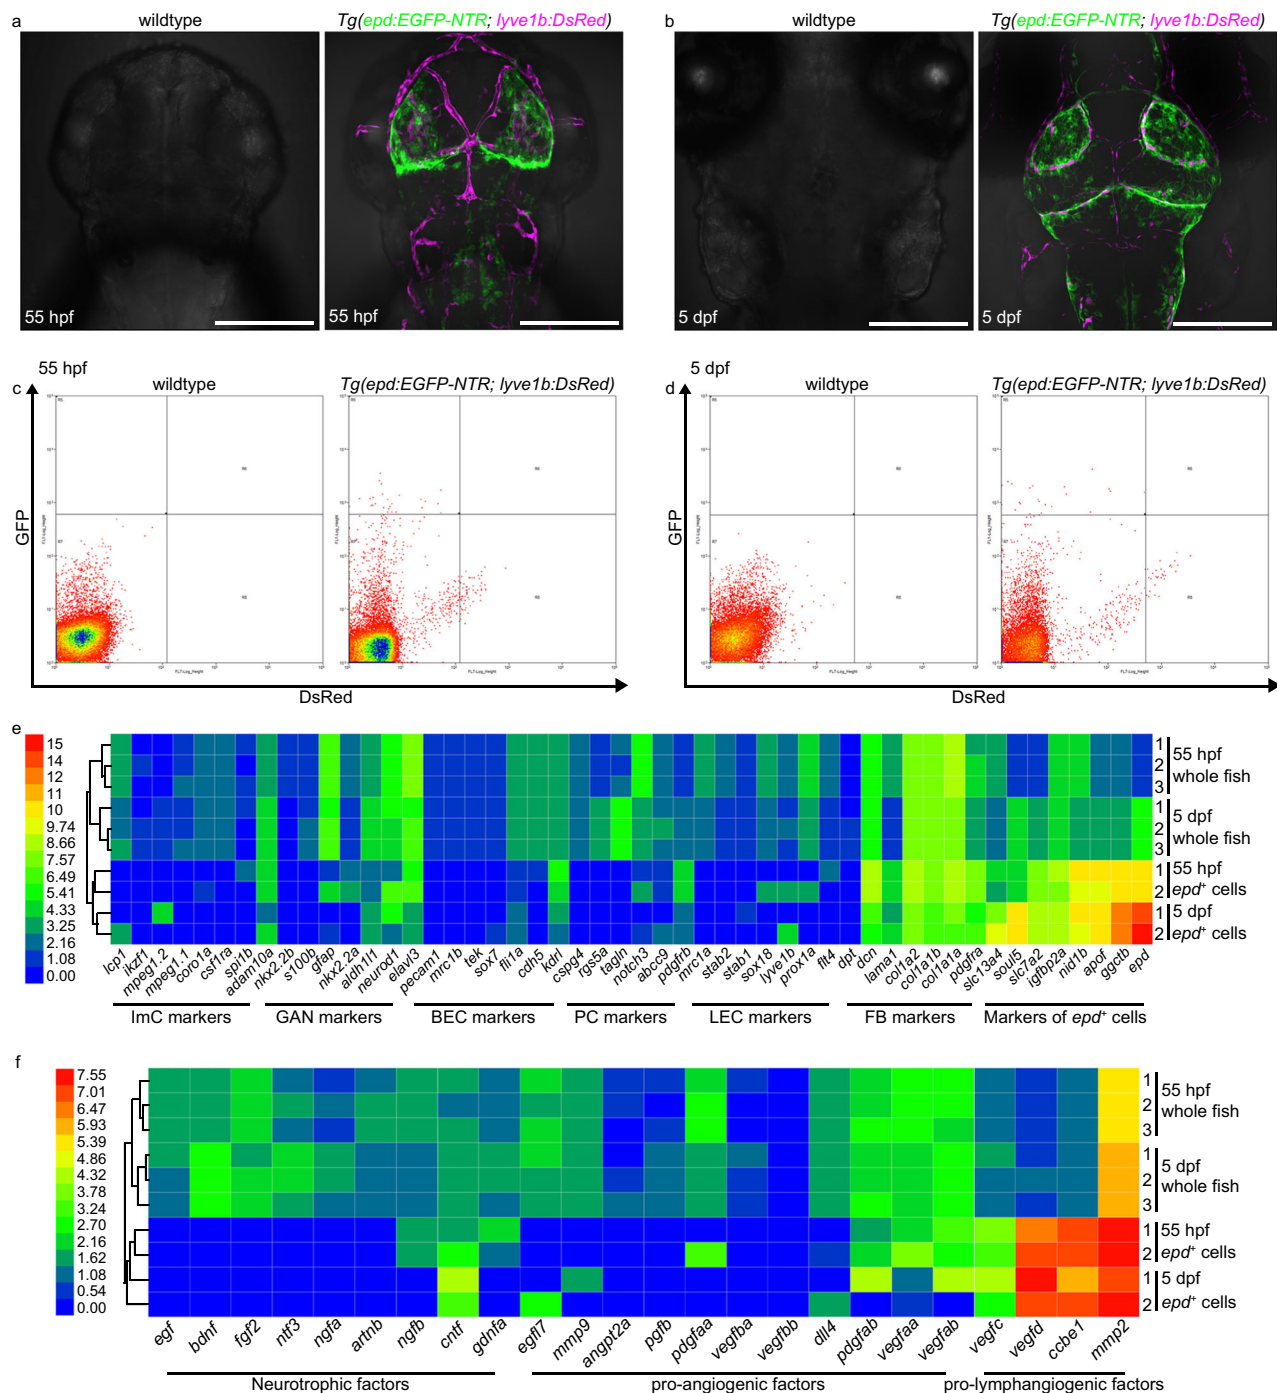 a
wildtype
Tg(epd:EGFP-NTR; lyve1b:DsRed)
55 hpf
55 hpf
b
wildtype
Tg(epd:EGFP-NTR; lyve1b:DsRed)
5 dpf
5 dpf
c
55 hpf
wildtype
Tg(epd:EGFP-NTR; lyve1b:DsRed)
GFP
DsRed
d
5 dpf
wildtype
Tg(epd:EGFP-NTR; lyve1b:DsRed)
DsRed
e
15
14
12
11
10
9.74
8.66
7.57
6.49
5.41
4.33
3.25
2.16
1.08
0.00
1
2
3
55 hpf
whole fish
1
2
3
5 dpf
whole fish
1
2
55 hpf
epd+ cells
1
2
5 dpf
epd+ cells
lcp1 ikzf1 mpeg1.2 mpeg1.1 coro1a csf1ra spi1b adam10a nkx2.2b s100b gfap nkx2.2a aldh1l1 neurod1 elavl3 pecam1 mrc1b tek sox7 fli1a cdh5 kdrl cspg4 rgs5a tagln notch3 abcc9 pdgfrb mrc1a stab2 stab1 sox18 lyve1b prox1a flt4 dpt dcn lama1 col1a2 col1a1b col1a1a pdgfra slc13a4 soul5 slc7a2 igfbp2a nid1b apof ggctb epd
ImC markers
GAN markers
BEC markers
PC markers
LEC markers
FB markers
Markers of epd+ cells
f
7.55
7.01
6.47
5.93
5.39
4.86
4.32
3.78
3.24
2.70
2.16
1.62
1.08
0.54
0.00
1
2
3
55 hpf
whole fish
1
2
3
5 dpf
whole fish
1
2
55 hpf
epd+ cells
1
2
5 dpf
epd+ cells
egf bdnf fgf2 ntf3 ngfa artnb ngfb cntf gdnfa egfl7 mmp9 angpt2a pgfb pdgfaa vegfba vegfbb dll4 pdgfab vegfaa vegfab vegfc vegfd ccbe1 mmp2
Neurotrophic factors
pro-angiogenic factors
pro-lymphangiogenic factors